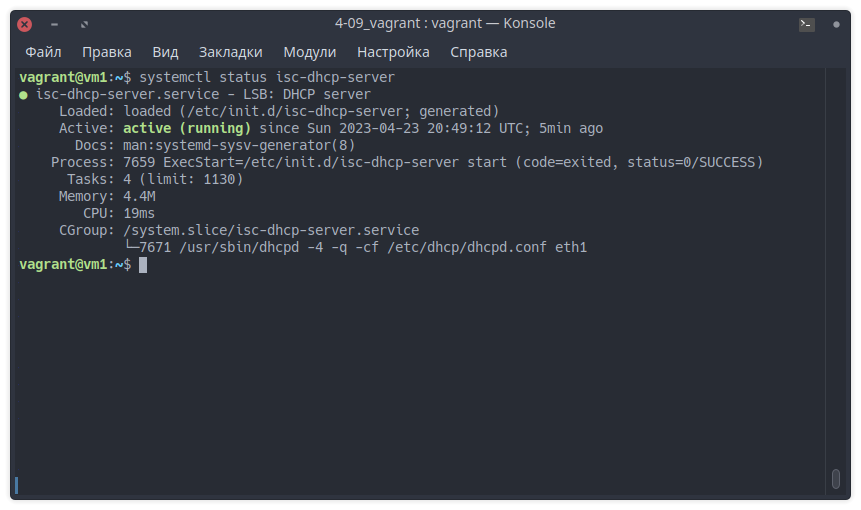 4-09_vagrant : vagrant — Konsole
Файл Правка Вид Закладки Модули Настройка Справка
vagrant@vm1:~$ systemctl status isc-dhcp-server
● isc-dhcp-server.service - LSB: DHCP server
Loaded: loaded (/etc/init.d/isc-dhcp-server; generated)
Active: active (running) since Sun 2023-04-23 20:49:12 UTC; 5min ago
Docs: man:systemd-sysv-generator(8)
Process: 7659 ExecStart=/etc/init.d/isc-dhcp-server start (code=exited, status=0/SUCCESS)
Tasks: 4 (limit: 1130)
Memory: 4.4M
CPU: 19ms
CGroup: /system.slice/isc-dhcp-server.service
└─7671 /usr/sbin/dhcpd -4 -q -cf /etc/dhcp/dhcpd.conf eth1
vagrant@vm1:~$